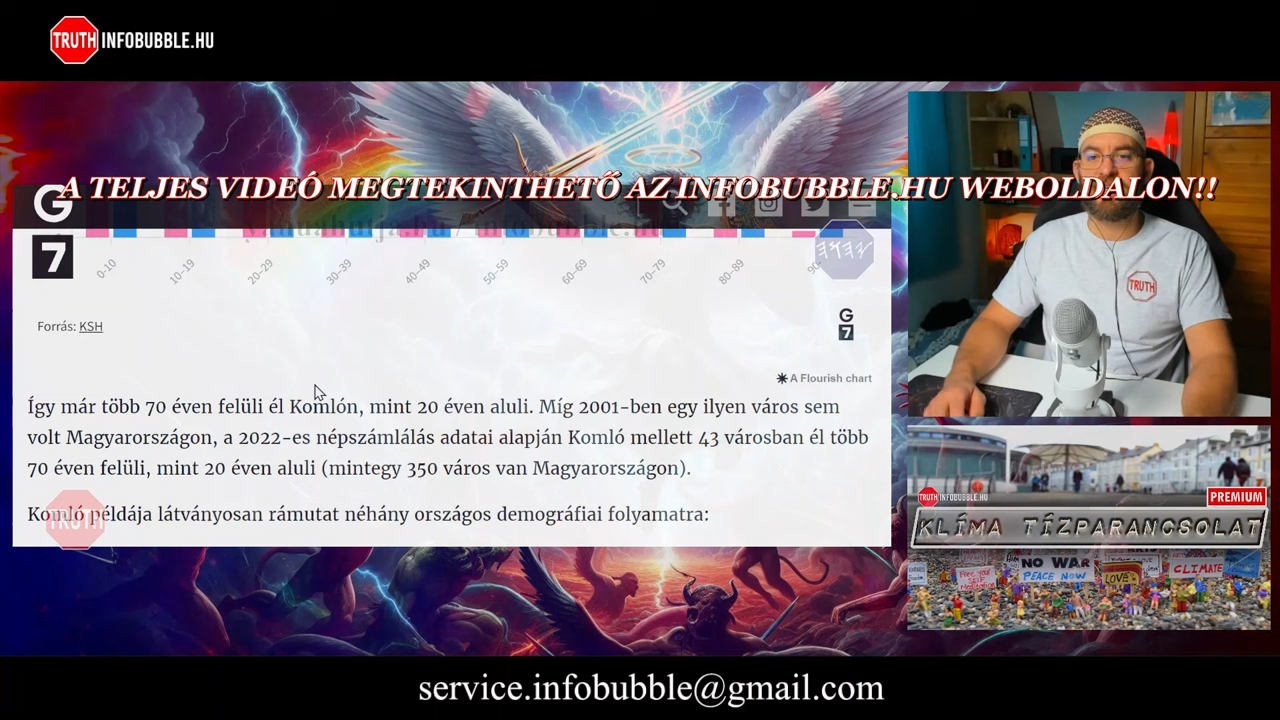 TRUTH INFOBUBBLE.HU
A TELJES VIDEÓ MEGTEKINTHETŐ AZ INFOBUBBLE.HU WEBOLDALON!!
G
7
0-10 10–19 20–29 30–39 40–49 50–59 60–69 70–79 80–89 90-
Forrás: KSH
G
7
A Flourish chart
Így már több 70 éven felüli él Komlón, mint 20 éven aluli. Míg 2001-ben egy ilyen város sem
volt Magyarországon, a 2022-es népszámlálás adatai alapján Komló mellett 43 városban él több
70 éven felüli, mint 20 éven aluli (mintegy 350 város van Magyarországon).
Komló példája látványosan rámutat néhány országos demográfiai folyamatra:
TRUTH
TRUTH
TRUTH INFOBUBBLE.HU
PREMIUM
KLÍMA TÍZPARANCSOLAT
NO WAR
PEACE NOW
LOVE
CLIMATE
service.infobubble@gmail.com